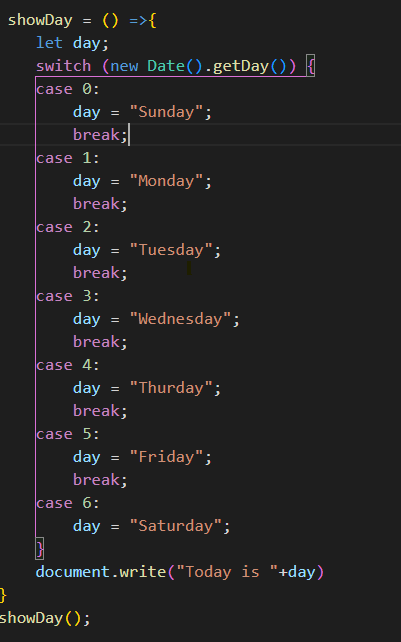 showDay = () =>{
let day;
switch (new Date().getDay()) {
case 0:
day = "Sunday";
break;
case 1:
day = "Monday";
break;
case 2:
day = "Tuesday";
break;
case 3:
day = "Wednesday";
break;
case 4:
day = "Thurday";
break;
case 5:
day = "Friday";
break;
case 6:
day = "Saturday";
}
document.write("Today is "+day)
}
showDay();